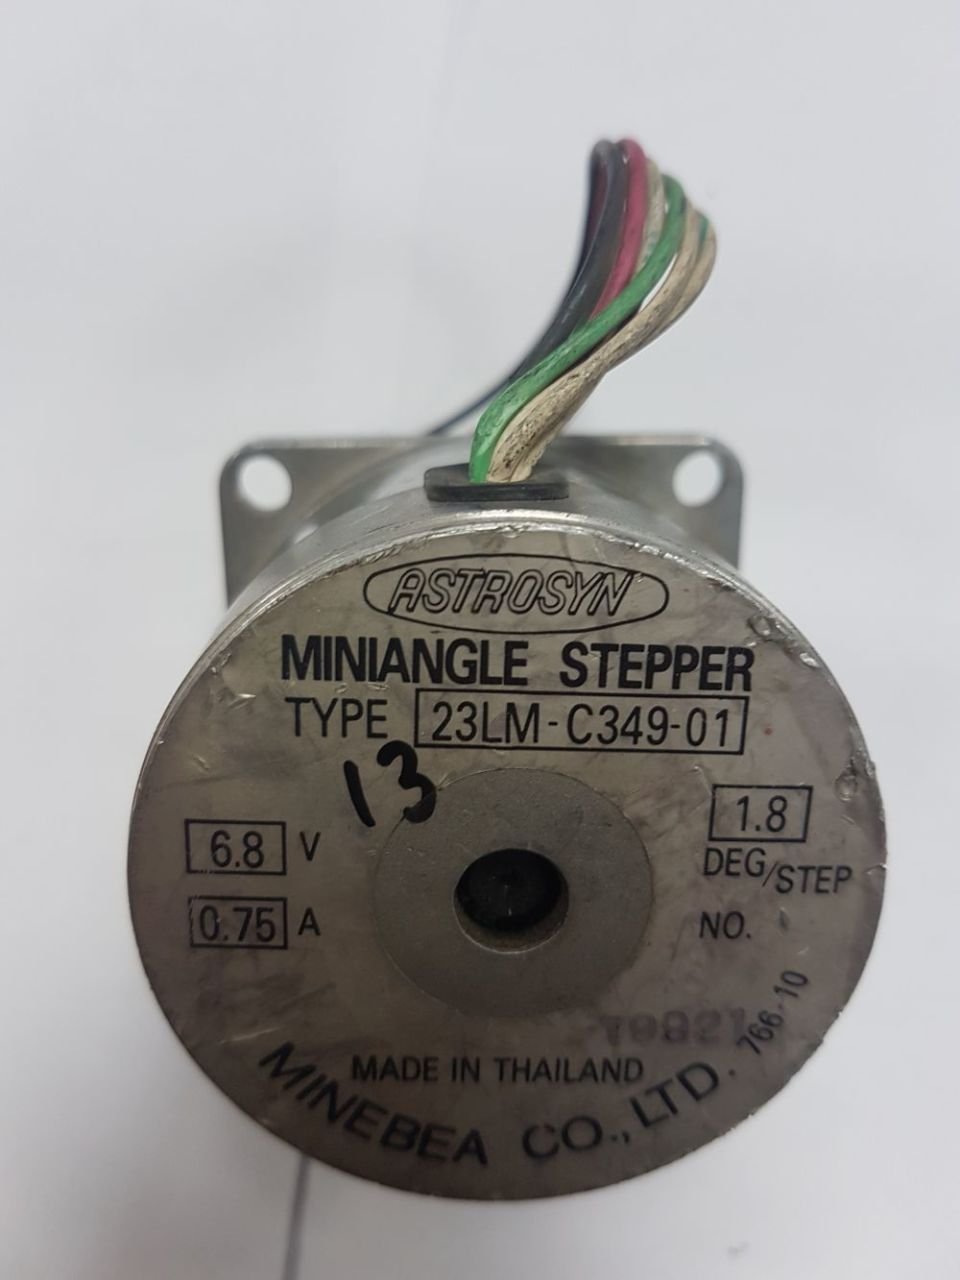 ASTROSYN
MINIANGLE STEPPER
TYPE 23LM-C349-01
13
6.8 V
1.8
DEG/STEP
0.75 A
NO.
T9821
766-10
MADE IN THAILAND
MINEBEA CO., LTD.